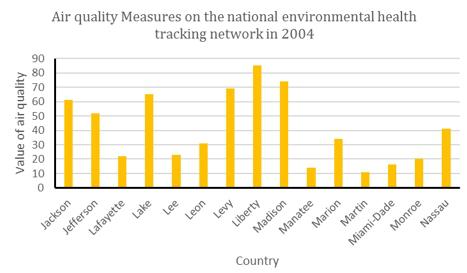 Air quality Measures on the national environmental health
tracking network in 2004
Value of air quality
90
80
70
60
50
40
30
20
10
0
Jackson
Jefferson
Lafayette
Lake
Lee
Leon
Levy
Liberty
Madison
Manatee
Marion
Martin
Miami-Dade
Monroe
Nassau
Country